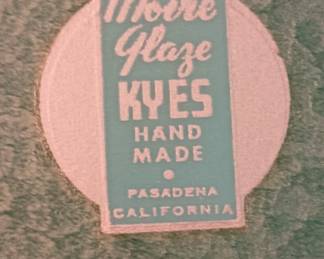 Moire
Glaze
KYES
HAND
MADE
PASADENA
CALIFORNIA